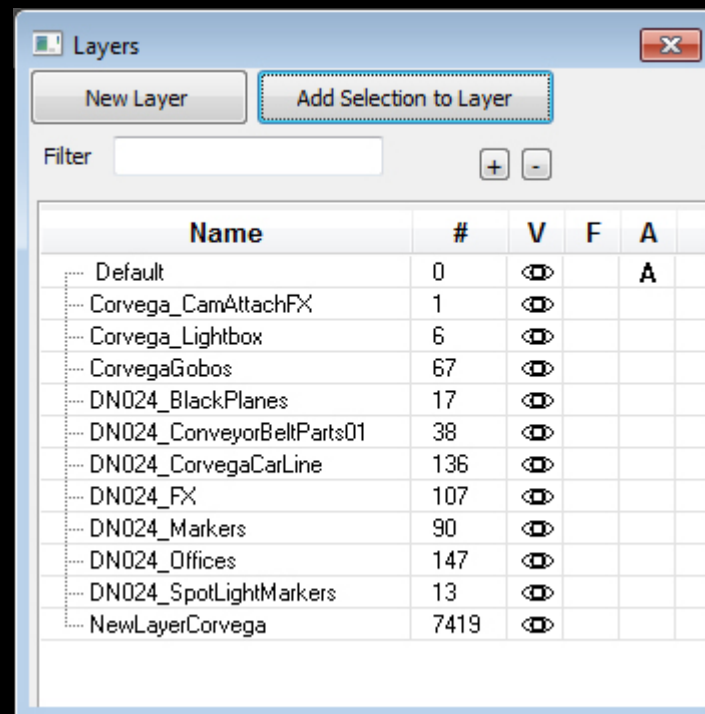 Layers
New Layer Add Selection to Layer
Filter + -
Name # V F A
Default 0 A
Corvega_CamAttachFX 1
Corvega_Lightbox 6
CorvegaGobos 67
DN024_BlackPlanes 17
DN024_ConveyorBeltParts01 38
DN024_CorvegaCarLine 136
DN024_FX 107
DN024_Markers 90
DN024_Offices 147
DN024_SpotLightMarkers 13
NewLayerCorvega 7419